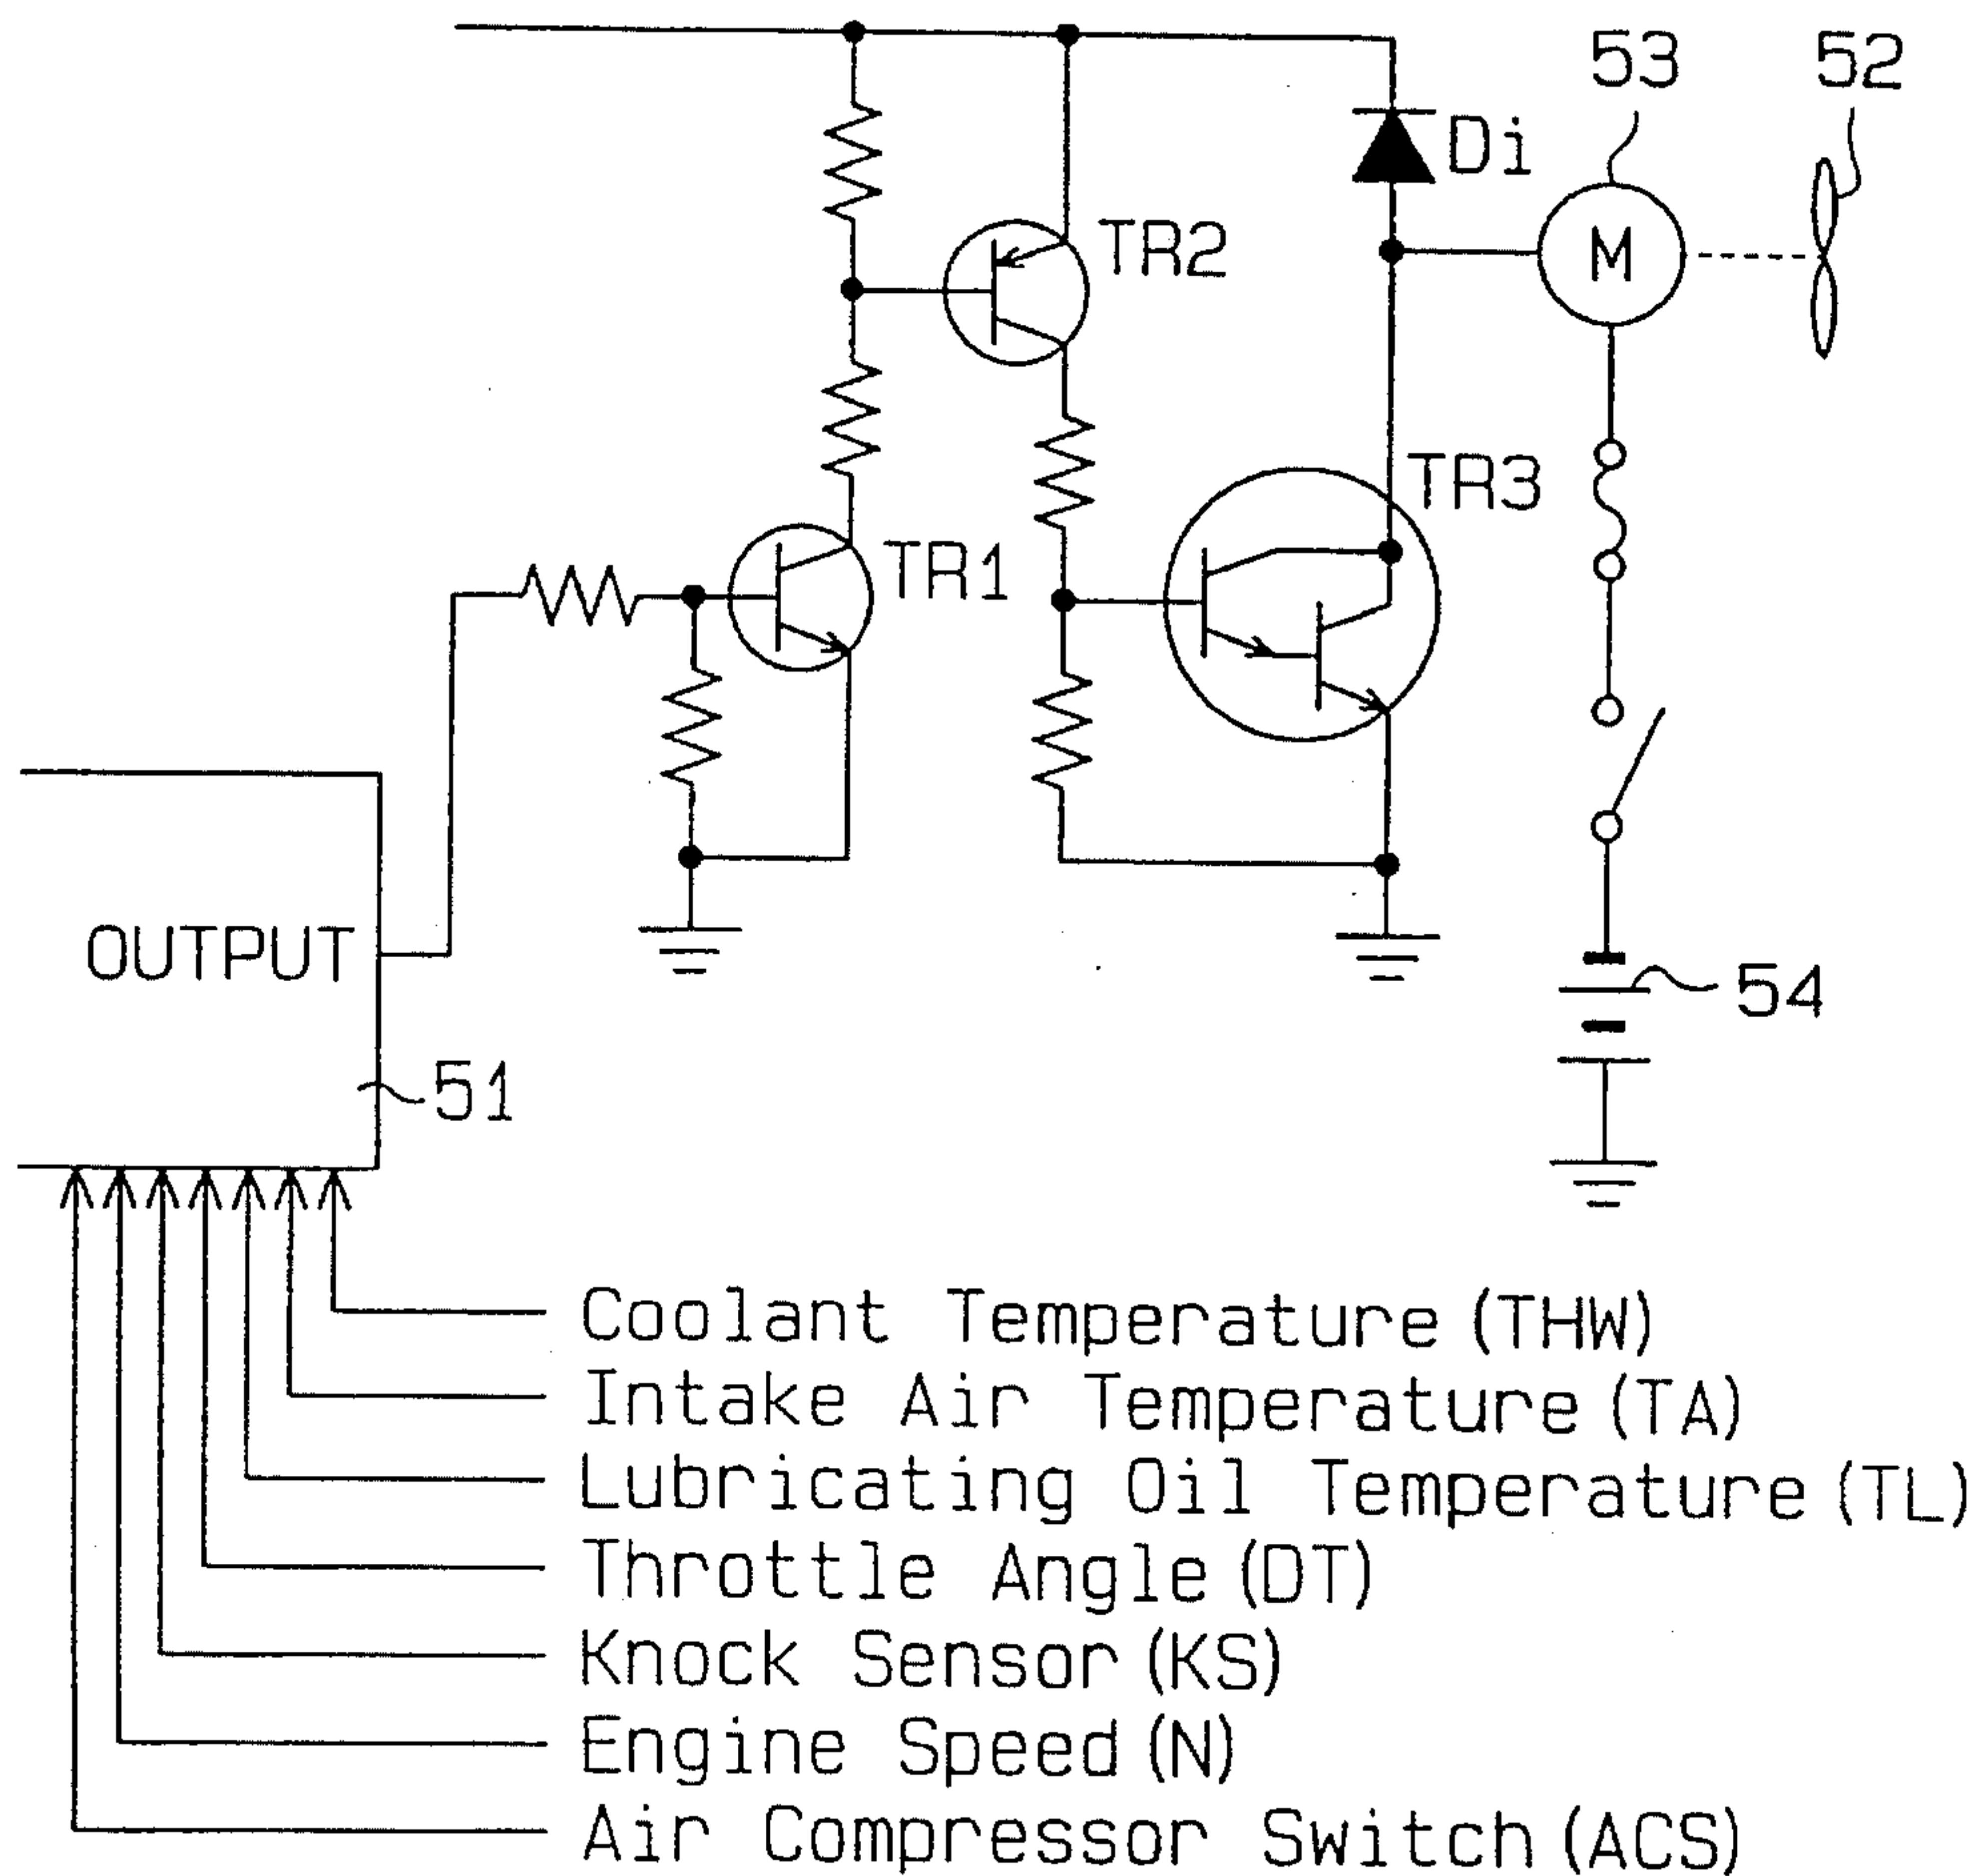 53
52
Di
M
TR2
TR3
TR1
OUTPUT
54
51
Coolant Temperature (THW)
Intake Air Temperature (TA)
Lubricating Oil Temperature (TL)
Throttle Angle (DT)
Knock Sensor (KS)
Engine Speed (N)
Air Compressor Switch (ACS)